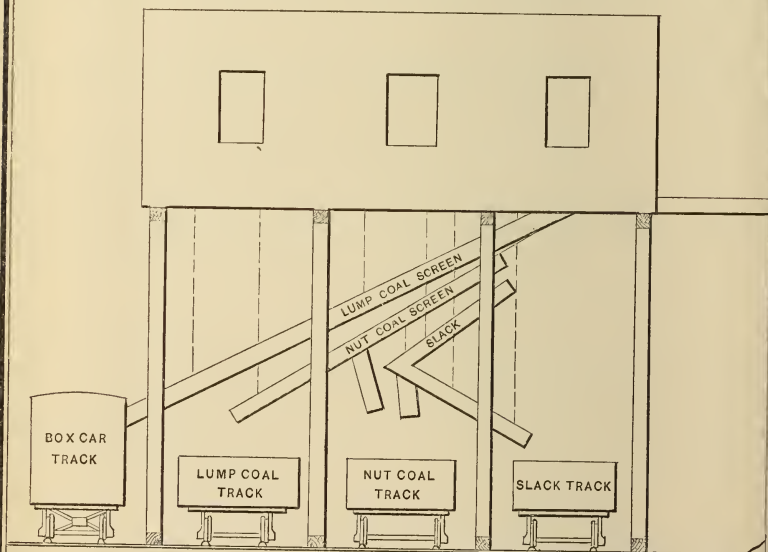 LUMP COAL SCREEN
NUT COAL SCREEN
SLACK
BOX CAR
TRACK
LUMP COAL
TRACK
NUT COAL
TRACK
SLACK TRACK